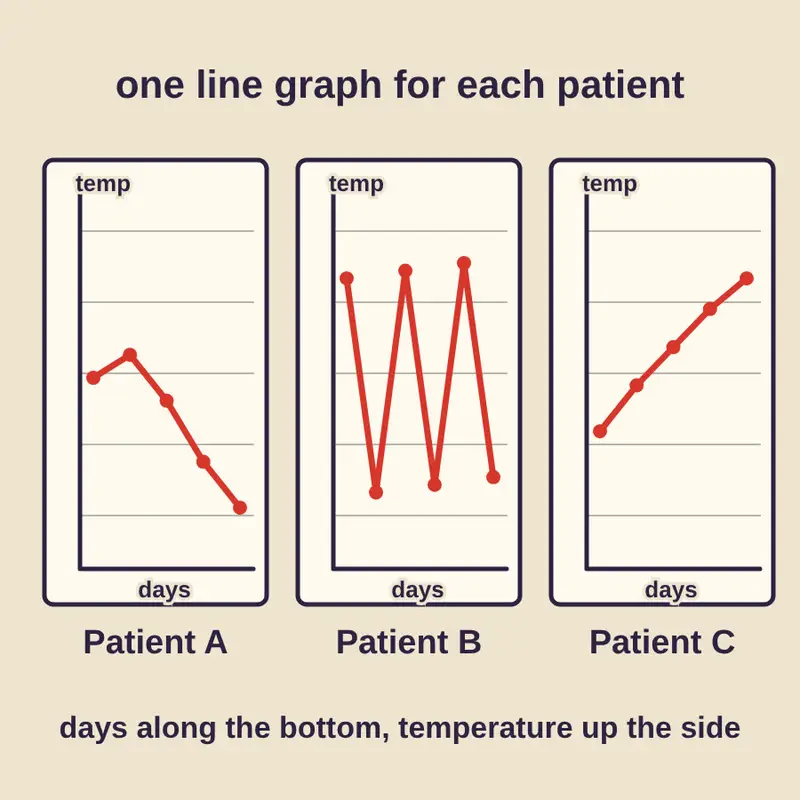 one line graph for each patient
temp
temp
temp
days
days
days
Patient A
Patient B
Patient C
days along the bottom, temperature up the side